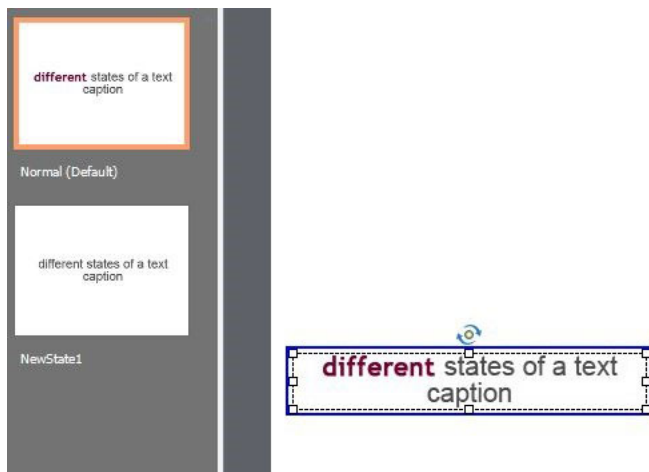 different states of a text
caption
Normal (Default)
different states of a text
caption
NewState1
different states of a text
caption